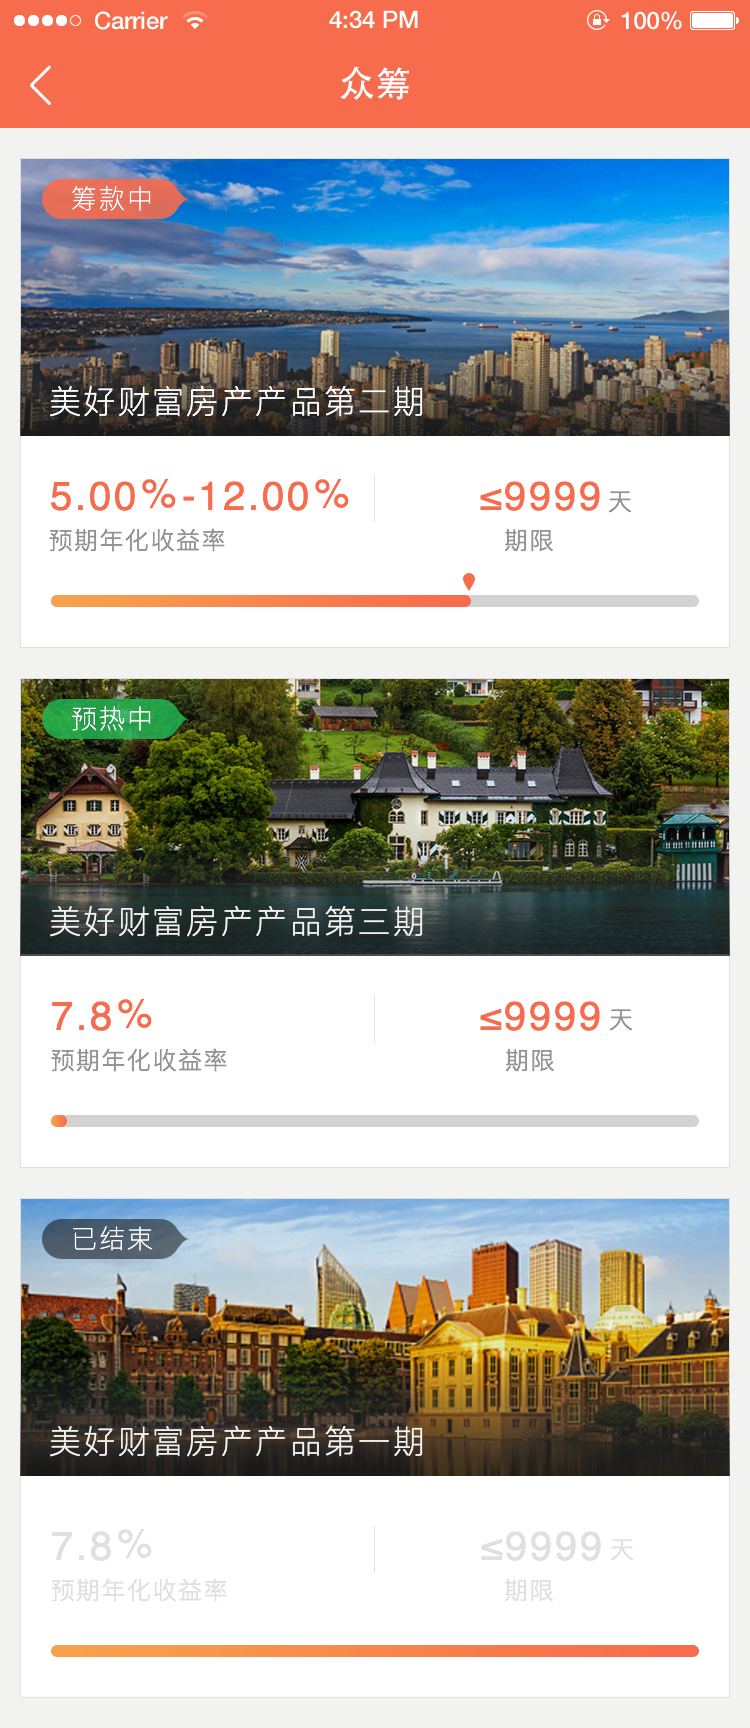 Carrier 4:34 PM 100%
众筹
筹款中
美好财富房产产品第二期
5.00%-12.00% ≤9999 天
预期年化收益率 期限
预热中
美好财富房产产品第三期
7.8% ≤9999 天
预期年化收益率 期限
已结束
美好财富房产产品第一期
7.8% ≤9999 天
预期年化收益率 期限